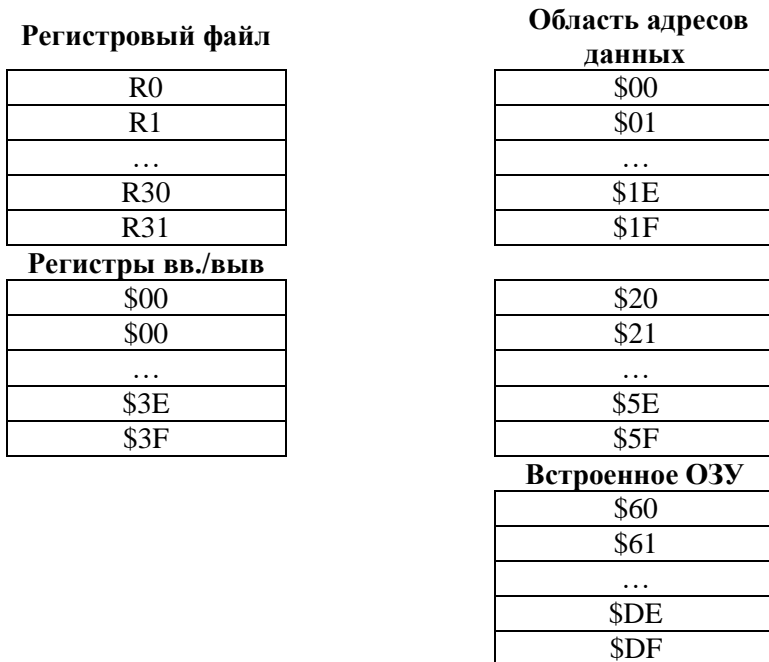 Регистровый файл
Область адресов
данных
R0
$00
R1
$01
…
…
R30
$1E
R31
$1F
Регистры вв./выв
$00
$20
$00
$21
…
…
$3E
$5E
$3F
$5F
Встроенное ОЗУ
$60
$61
…
$DE
$DF